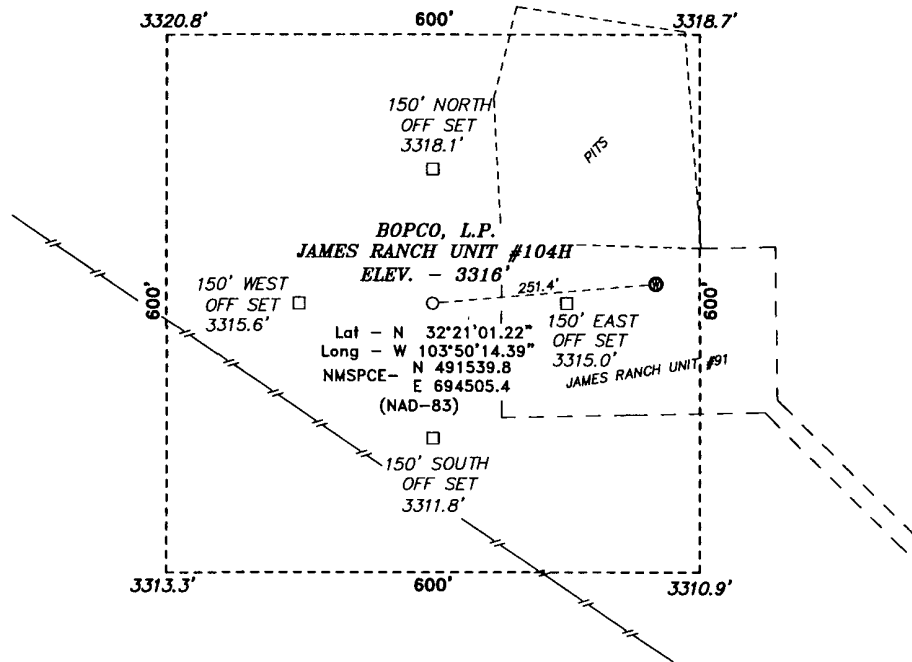 3320.8'
600'
3318.7'
150' NORTH
OFF SET
3318.1'
PITS
BOPCO, L.P.
JAMES RANCH UNIT #104H
ELEV. - 3316'
600'
150' WEST
OFF SET
3315.6'
251.4'
600'
150' EAST
OFF SET
3315.0'
JAMES RANCH UNIT #91
Lat - N 32°21'01.22"
Long - W 103°50'14.39"
NMSPCE- N 491539.8
E 694505.4
(NAD-83)
150' SOUTH
OFF SET
3311.8'
3313.3'
600'
3310.9'